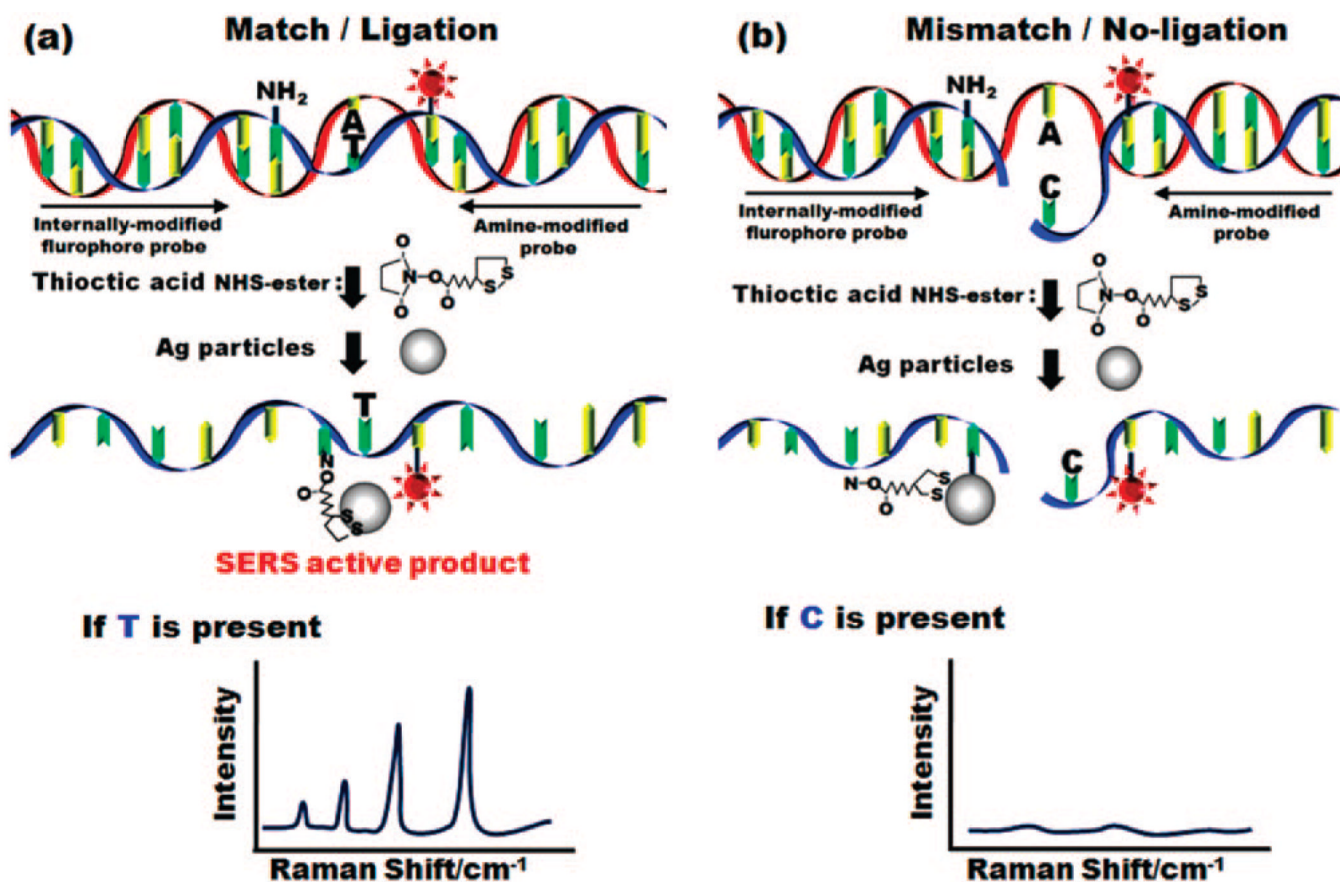 (a) Match / Ligation
NH2
A
T
Internally-modified
flurophore probe
Amine-modified
probe
Thioctic acid NHS-ester :
O
N-O
O
O
S
S
Ag particles
T
N
O
O
S
S
SERS active product
If T is present
Intensity
Raman Shift/cm-1
(b) Mismatch / No-ligation
NH2
A
C
Internally-modified
flurophore probe
Amine-modified
probe
Thioctic acid NHS-ester :
O
N-O
O
O
S
S
Ag particles
N-O
O
S
S
C
If C is present
Intensity
Raman Shift/cm-1